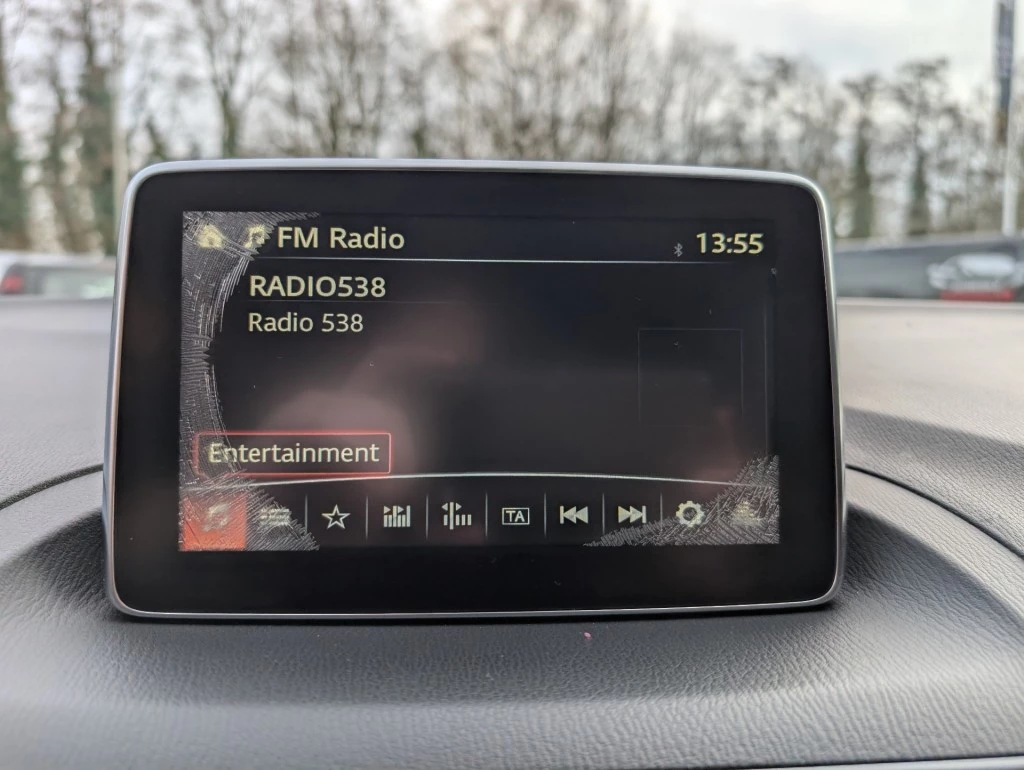 FM Radio
13:55
RADIO538
Radio 538
Entertainment
TA